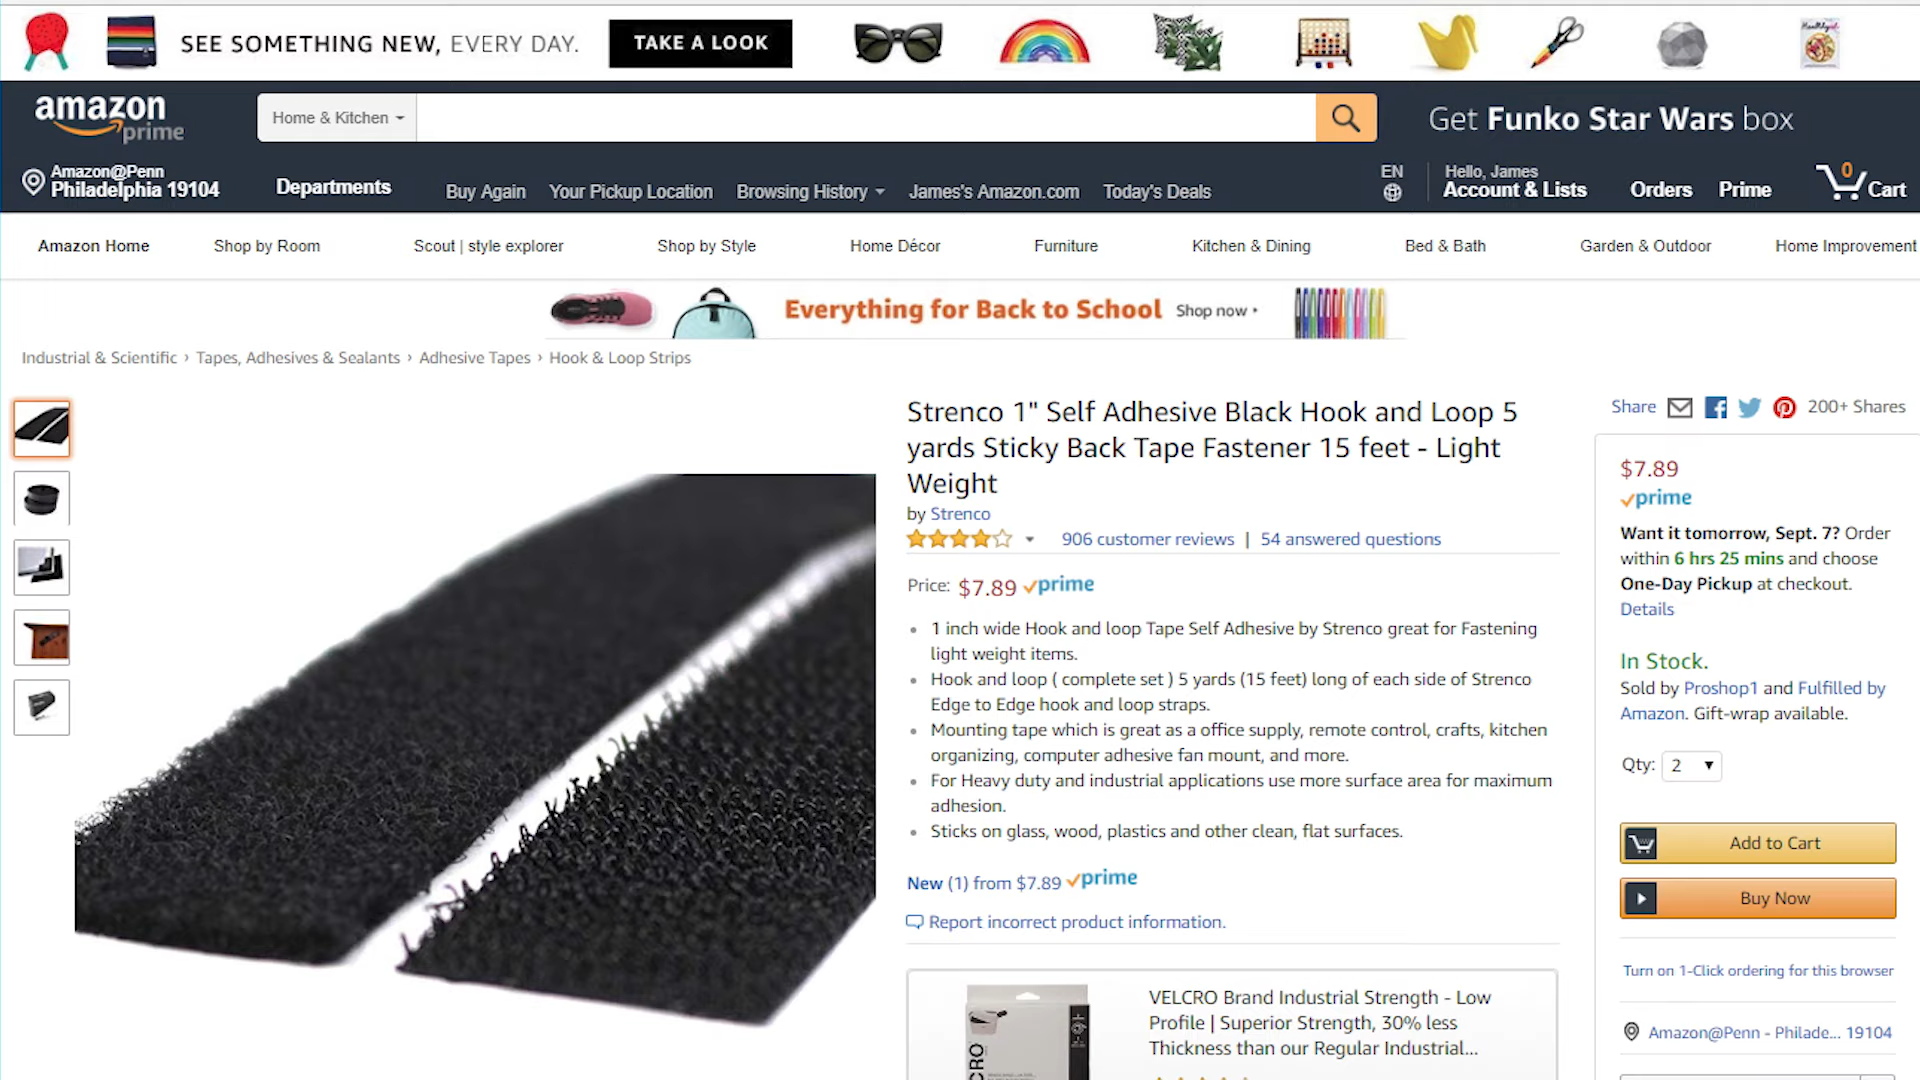 SEE SOMETHING NEW, EVERY DAY. TAKE A LOOK
amazon prime
Home & Kitchen
Get Funko Star Wars box
Amazon@Penn
Philadelphia 19104
Departments
Buy Again Your Pickup Location Browsing History James's Amazon.com Today's Deals
EN
Hello, James
Account & Lists
Orders Prime 0 Cart
Amazon Home Shop by Room Scout | style explorer Shop by Style Home Décor Furniture Kitchen & Dining Bed & Bath Garden & Outdoor Home Improvement
Everything for Back to School Shop now ›
Industrial & Scientific › Tapes, Adhesives & Sealants › Adhesive Tapes › Hook & Loop Strips
Strenco 1" Self Adhesive Black Hook and Loop 5
yards Sticky Back Tape Fastener 15 feet - Light
Weight
by Strenco
906 customer reviews | 54 answered questions
Price: $7.89 prime
• 1 inch wide Hook and loop Tape Self Adhesive by Strenco great for Fastening
light weight items.
• Hook and loop ( complete set ) 5 yards (15 feet) long of each side of Strenco
Edge to Edge hook and loop straps.
• Mounting tape which is great as a office supply, remote control, crafts, kitchen
organizing, computer adhesive fan mount, and more.
• For Heavy duty and industrial applications use more surface area for maximum
adhesion.
• Sticks on glass, wood, plastics and other clean, flat surfaces.
New (1) from $7.89 prime
Report incorrect product information.
VELCRO Brand Industrial Strength - Low
Profile | Superior Strength, 30% less
Thickness than our Regular Industrial...
Share 200+ Shares
$7.89
prime
Want it tomorrow, Sept. 7? Order
within 6 hrs 25 mins and choose
One-Day Pickup at checkout.
Details
In Stock.
Sold by Proshop1 and Fulfilled by
Amazon. Gift-wrap available.
Qty: 2
Add to Cart
Buy Now
Turn on 1-Click ordering for this browser
Amazon@Penn - Philade... 19104